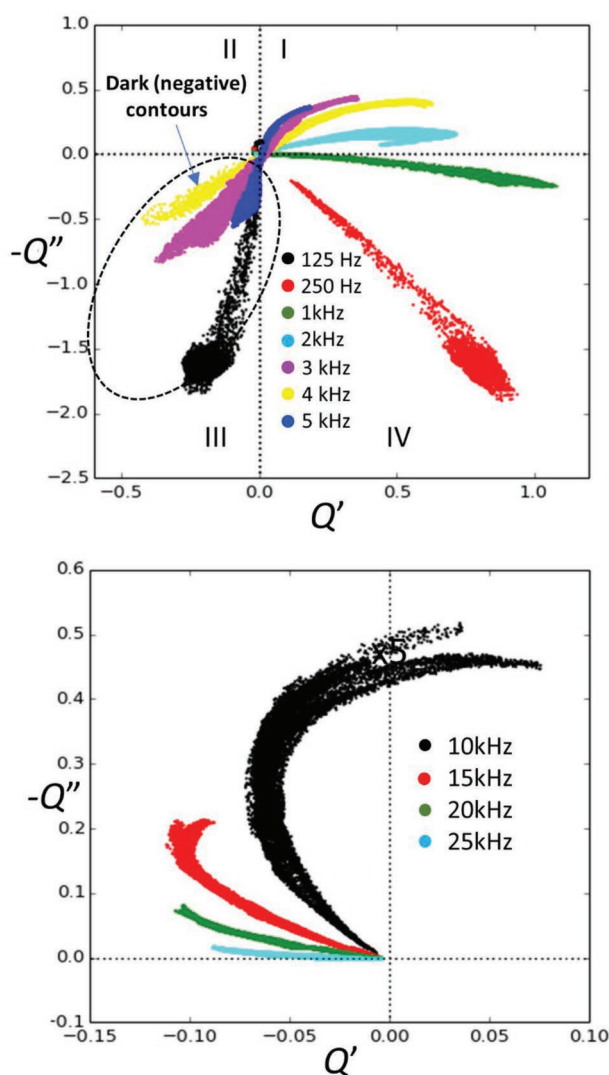 1.0
II
I
Dark (negative)
contours
0.5
0.0
−0.5
-Q″
125 Hz
−1.0
250 Hz
1kHz
2kHz
−1.5
3 kHz
4 kHz
−2.0
5 kHz
III
IV
−2.5
−0.5
0.0
0.5
1.0
Q’
0.6
0.5
x5
0.4
10kHz
0.3
15kHz
-Q″
20kHz
0.2
25kHz
0.1
0.0
−0.1
−0.15
−0.10
−0.05
0.00
0.05
0.10
Q’